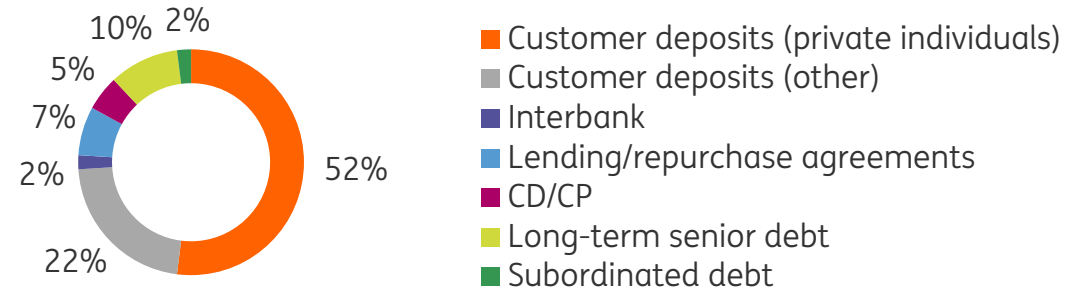 10% 2%
5%
7%
2%
22%
52%
Customer deposits (private individuals)
Customer deposits (other)
Interbank
Lending/repurchase agreements
CD/CP
Long-term senior debt
Subordinated debt